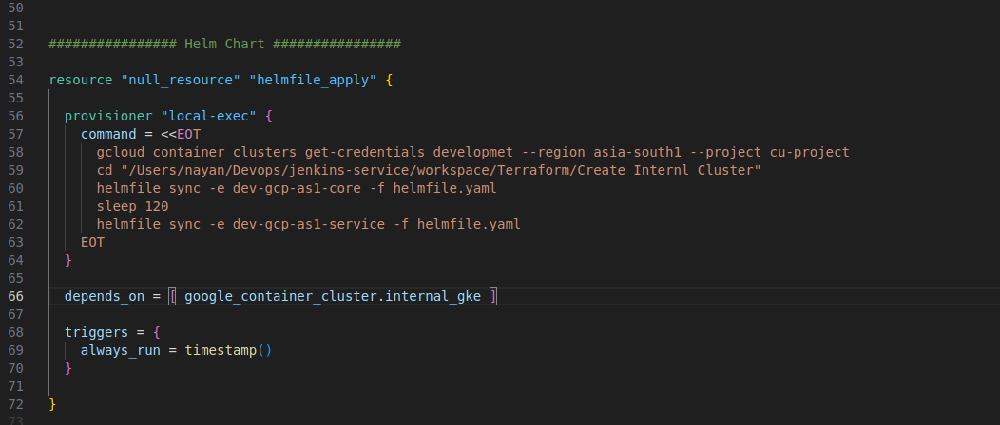 50
51
52 ################ Helm Chart ################
53
54 resource "null_resource" "helmfile_apply" {
55
56 provisioner "local-exec" {
57 command = <<EOT
58 gcloud container clusters get-credentials developmet --region asia-south1 --project cu-project
59 cd "/Users/nayan/Devops/jenkins-service/workspace/Terraform/Create Internl Cluster"
60 helmfile sync -e dev-gcp-as1-core -f helmfile.yaml
61 sleep 120
62 helmfile sync -e dev-gcp-as1-service -f helmfile.yaml
63 EOT
64 }
65
66 depends_on = [ google_container_cluster.internal_gke ]
67
68 triggers = {
69 always_run = timestamp()
70 }
71
72 }
73